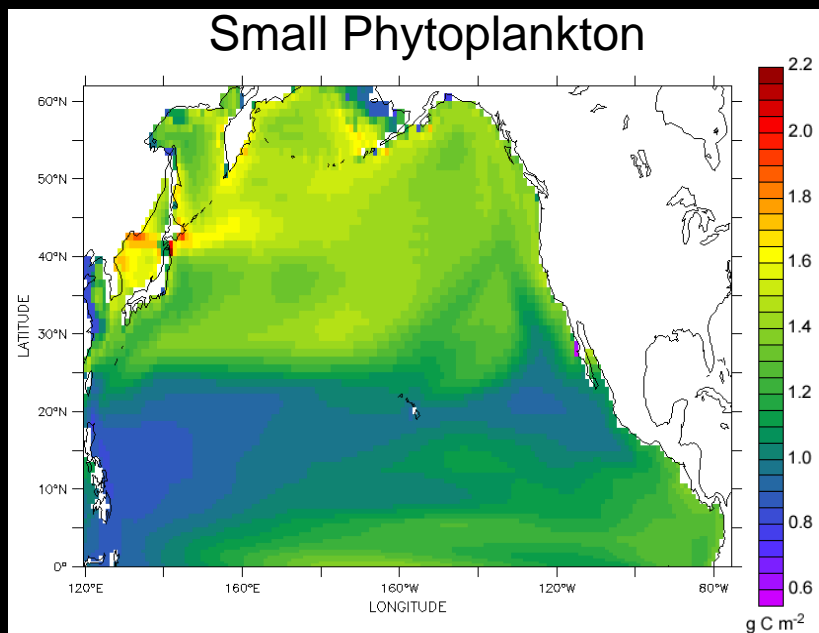 Small Phytoplankton
60°N
50°N
40°N
30°N
20°N
10°N
0°
LATITUDE
120°E
160°E
160°W
120°W
80°W
LONGITUDE
2.2
2.0
1.8
1.6
1.4
1.2
1.0
0.8
0.6
g C m⁻²